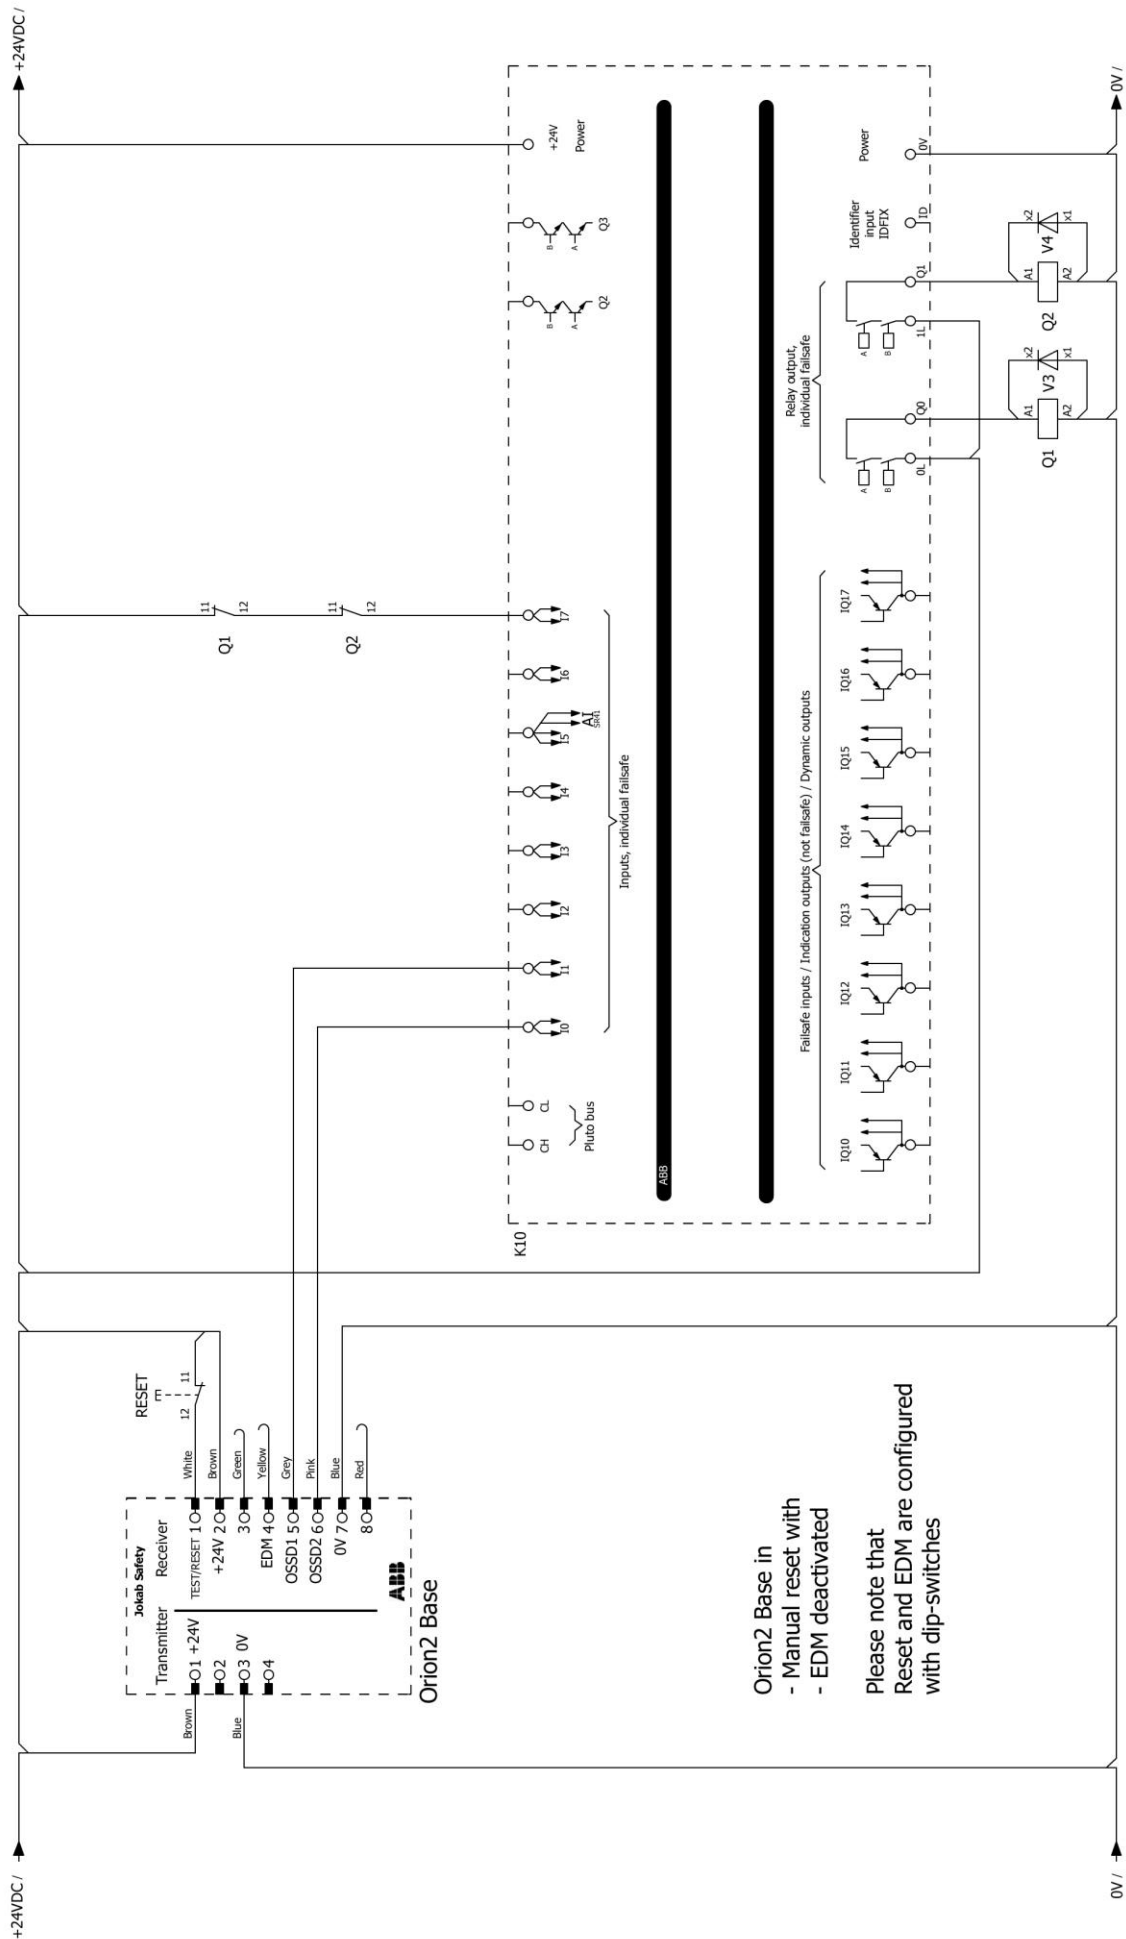 +24VDC /
+24VDC /
RESET
E
12
11
Q1
11
12
Q2
11
12
Brown
Blue
White
Brown
Green
Yellow
Grey
Pink
Blue
Red
Jokab Safety
Transmitter
Receiver
1 +24V
2
3 0V
4
TEST/RESET 1
+24V 2
3
EDM 4
OSSD1 5
OSSD2 6
0V 7
8
ABB
Orion2 Base
K10
CH
CL
Pluto bus
I0
I1
I2
I3
I4
I5
AI
SR41
I6
I7
Inputs, individual failsafe
B
A
Q2
B
A
Q3
+24V
Power
ABB
Failsafe inputs / Indication outputs (not failsafe) / Dynamic outputs
IQ10
IQ11
IQ12
IQ13
IQ14
IQ15
IQ16
IQ17
Relay output,
individual failsafe
A
B
0L
Q0
A
B
1L
Q1
Identifier
input
IDFIX
ID
Power
0V
Q1
A1
A2
V3
x2
x1
Q2
A1
A2
V4
x2
x1
Orion2 Base in
- Manual reset with
- EDM deactivated
Please note that
Reset and EDM are configured
with dip-switches
0V /
0V /